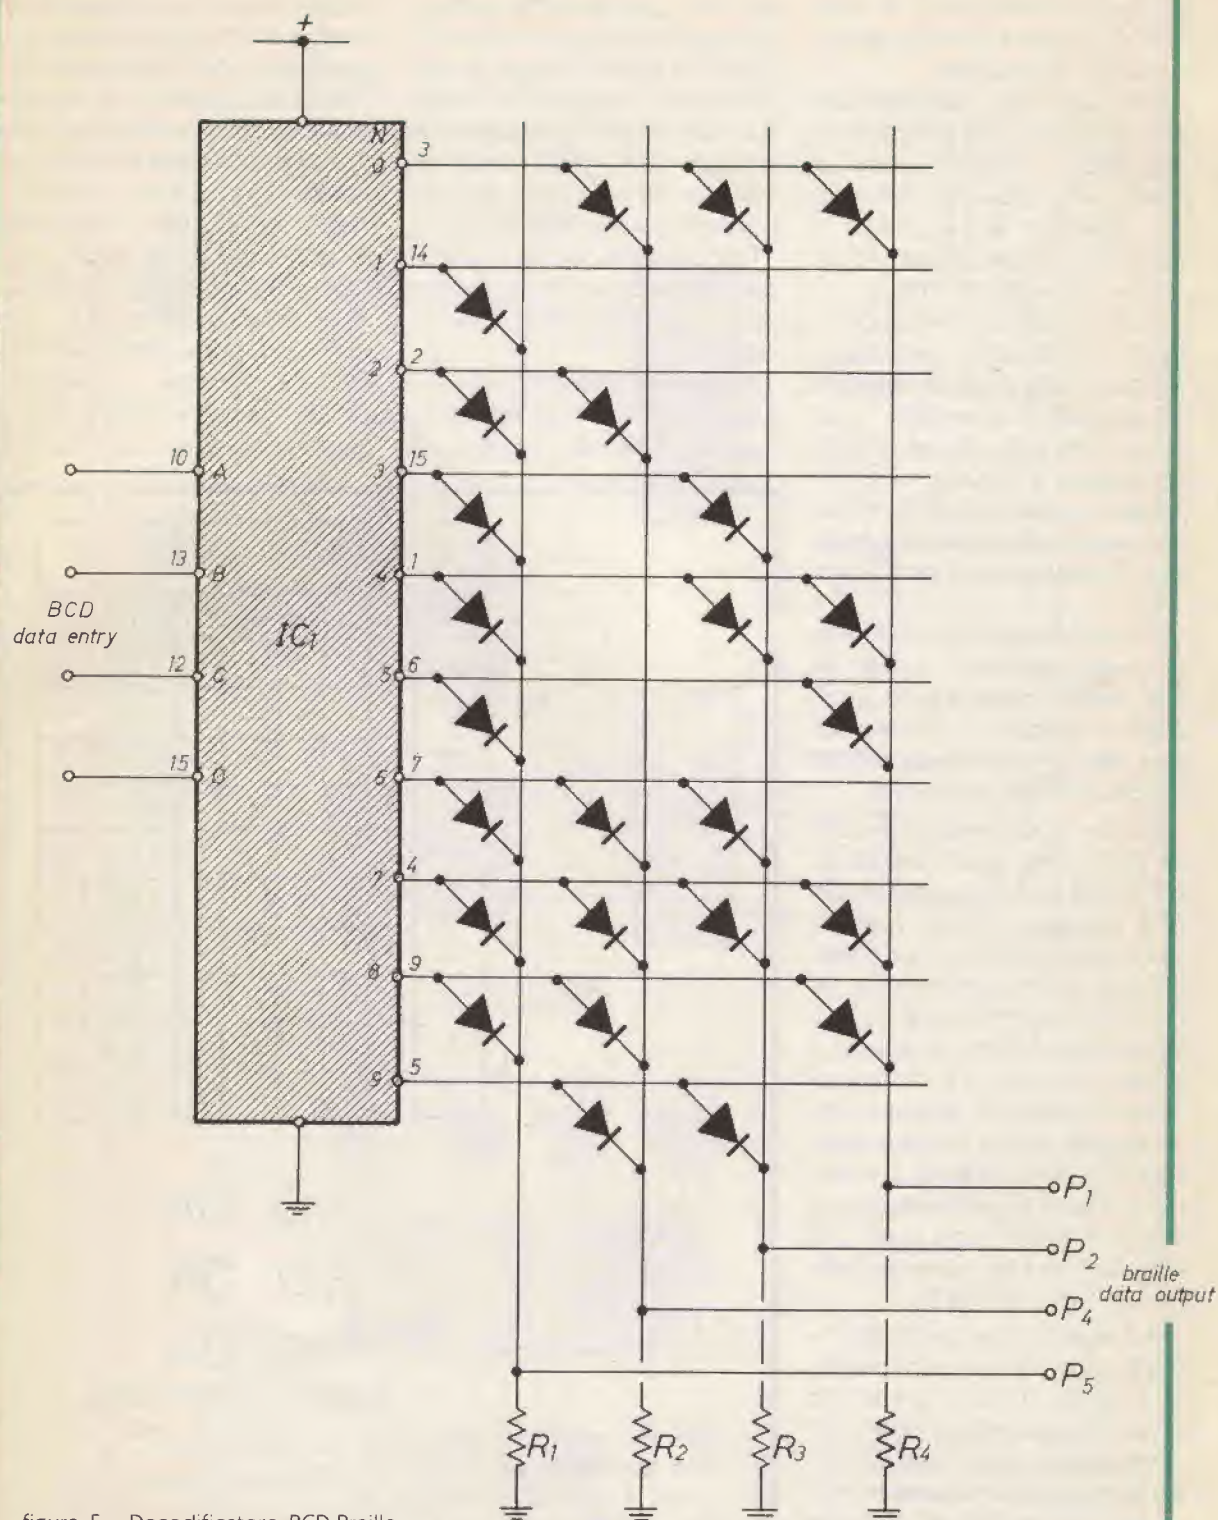 +
N
0 3
1 14
2 2
10 A
3 15
13 B
4 1
BCD
data entry
IC1
12 C
5 6
15 D
6 7
7 4
8 9
9 5
P1
P2
braille
data output
P4
P5
R1 R2 R3 R4
figura 5 - Decodificatore BCD-Braille